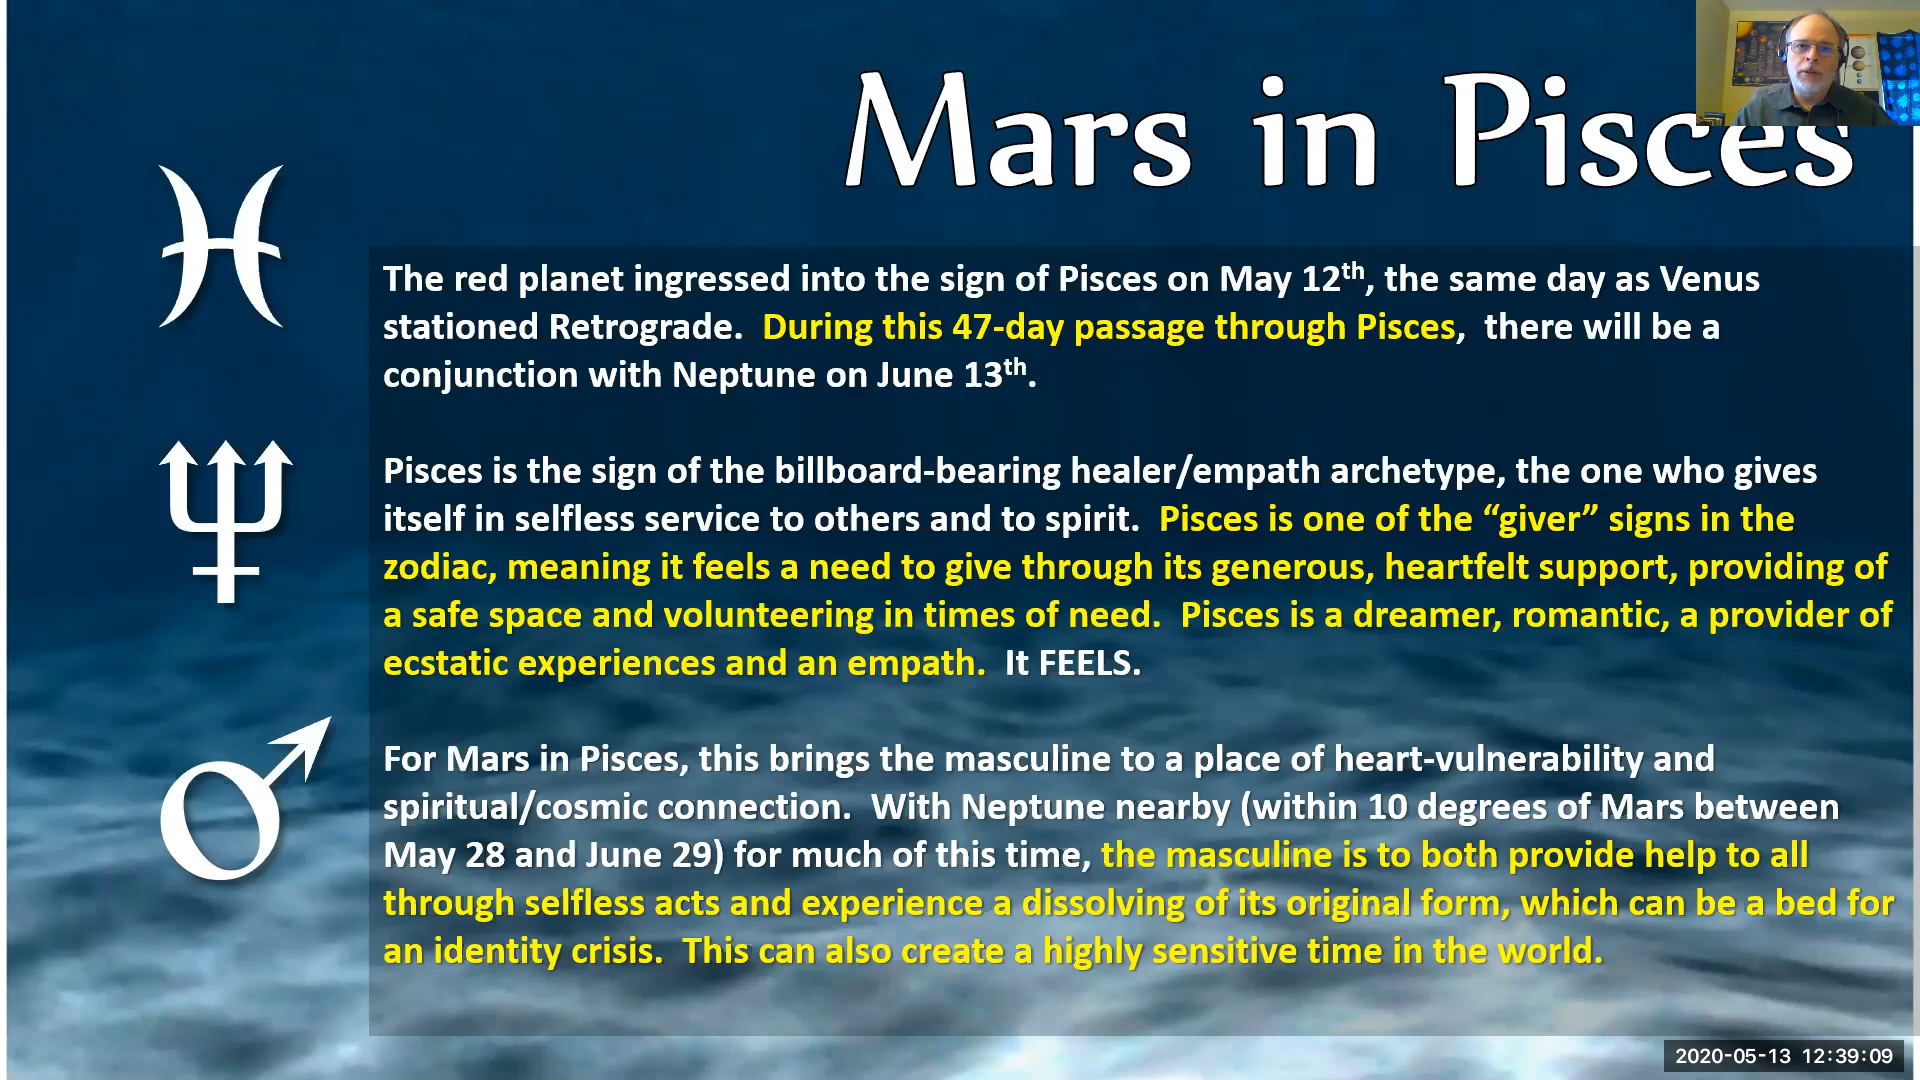 Mars in Pisces
The red planet ingressed into the sign of Pisces on May 12th, the same day as Venus
stationed Retrograde.  During this 47-day passage through Pisces,  there will be a
conjunction with Neptune on June 13th.
Pisces is the sign of the billboard-bearing healer/empath archetype, the one who gives
itself in selfless service to others and to spirit.  Pisces is one of the “giver” signs in the
zodiac, meaning it feels a need to give through its generous, heartfelt support, providing of
a safe space and volunteering in times of need.  Pisces is a dreamer, romantic, a provider of
ecstatic experiences and an empath.  It FEELS.
For Mars in Pisces, this brings the masculine to a place of heart-vulnerability and
spiritual/cosmic connection.  With Neptune nearby (within 10 degrees of Mars between
May 28 and June 29) for much of this time, the masculine is to both provide help to all
through selfless acts and experience a dissolving of its original form, which can be a bed for
an identity crisis.  This can also create a highly sensitive time in the world.
2020-05-13 12:39:09